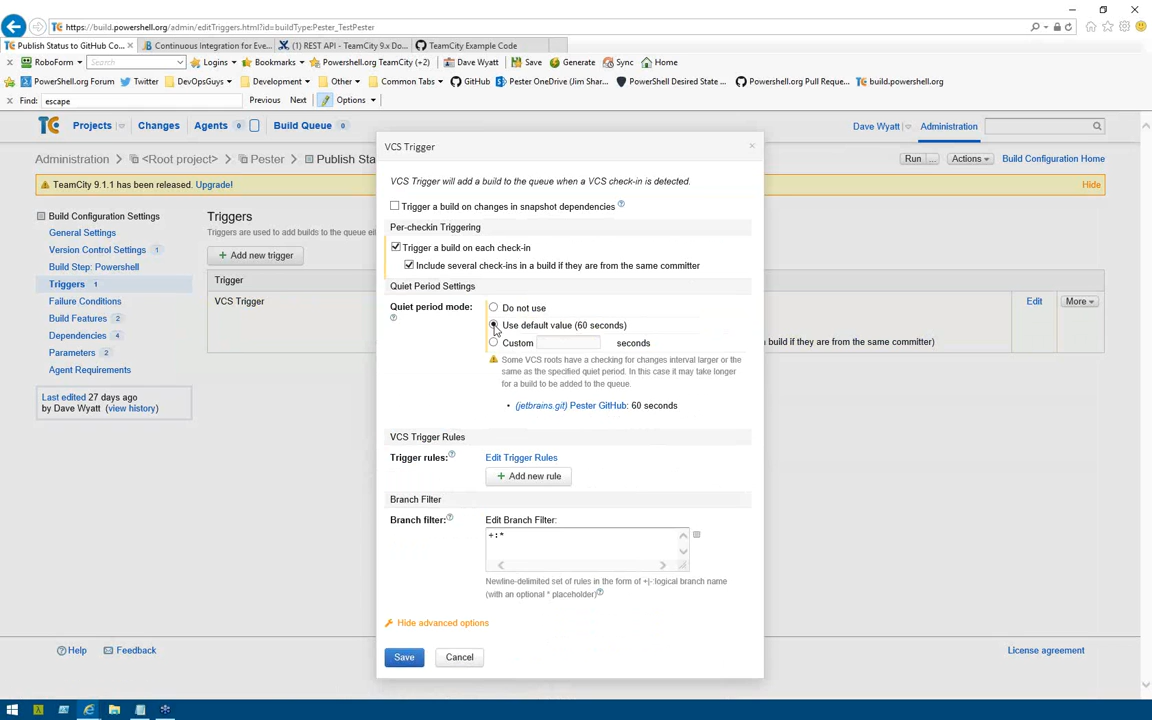 https://build.powershell.org/admin/editTriggers.html?id=buildType:Pester_TestPester
Publish Status to GitHub Co...
Continuous Integration for Eve...
(1) REST API - TeamCity 9.x Do...
TeamCity Example Code
RoboForm
Search
Logins
Bookmarks
Powershell.org TeamCity (+2)
Dave Wyatt
Save
Generate
Sync
Home
PowerShell.org Forum
Twitter
DevOpsGuys
Development
Other
Common Tabs
GitHub
Pester OneDrive (Jim Shar...
PowerShell Desired State ...
Powershell.org Pull Reque...
build.powershell.org
Find: escape
Previous
Next
Options
TC
Projects
Changes
Agents 0
Build Queue 0
Dave Wyatt
Administration
Administration
<Root project>
Pester
Publish Sta
Run ...
Actions
Build Configuration Home
TeamCity 9.1.1 has been released. Upgrade!
Hide
Build Configuration Settings
General Settings
Version Control Settings 1
Build Step: Powershell
Triggers 1
Failure Conditions
Build Features 2
Dependencies 4
Parameters 2
Agent Requirements
Last edited 27 days ago
by Dave Wyatt (view history)
Triggers
Triggers are used to add builds to the queue eit
+ Add new trigger
Trigger
VCS Trigger
Edit
More
a build if they are from the same committer)
VCS Trigger
VCS Trigger will add a build to the queue when a VCS check-in is detected.
Trigger a build on changes in snapshot dependencies
Per-checkin Triggering
Trigger a build on each check-in
Include several check-ins in a build if they are from the same committer
Quiet Period Settings
Quiet period mode:
Do not use
Use default value (60 seconds)
Custom
seconds
Some VCS roots have a checking for changes interval larger or the
same as the specified quiet period. In this case it may take longer
for a build to be added to the queue.
• (jetbrains.git) Pester GitHub: 60 seconds
VCS Trigger Rules
Trigger rules:
Edit Trigger Rules
+ Add new rule
Branch Filter
Branch filter:
Edit Branch Filter:
+:*
Newline-delimited set of rules in the form of +|-:logical branch name
(with an optional * placeholder)
Hide advanced options
Save
Cancel
Help
Feedback
License agreement